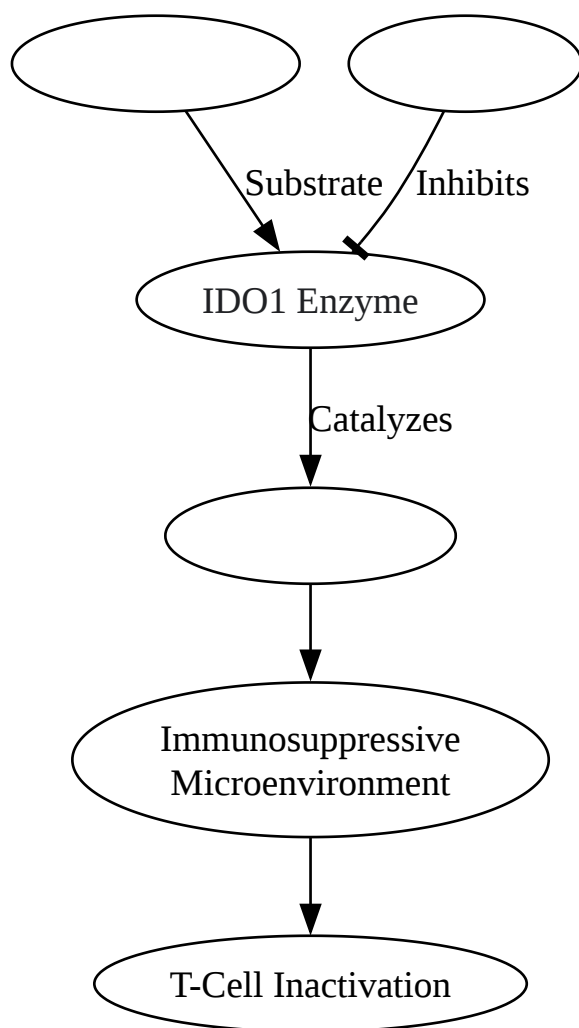 Substrate
Inhibits
IDO1 Enzyme
Catalyzes
Immunosuppressive
Microenvironment
T-Cell Inactivation